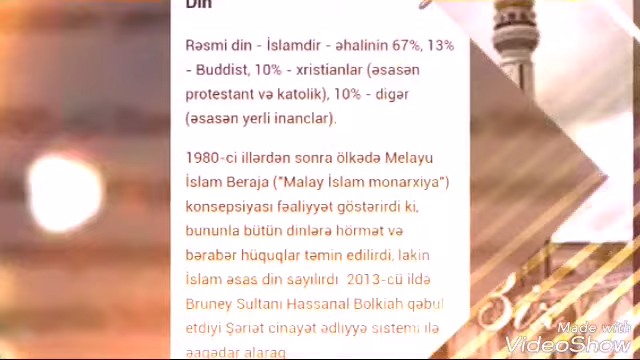 Din
Rəsmi din - İslamdir - əhalinin 67%, 13%
- Buddist, 10% - xristianlar (əsasən
protestant və katolik), 10% - digər
(əsasən yerli inanclar).
1980-ci illərdən sonra ölkədə Melayu
İslam Beraja ("Malay İslam monarxiya")
konsepsiyası fəaliyyət göstərirdi ki,
bununla bütün dinlərə hörmət və
bərabər hüquqlar təmin edilirdi, lakin
İslam əsas din sayılırdı. 2013-cü ildə
Bruney Sultanı Hassanal Bolkiah qəbul
etdiyi Şəriət cinayət ədliyyə sistemi ilə
əlaqədar olaraq
Made with
VideoShow